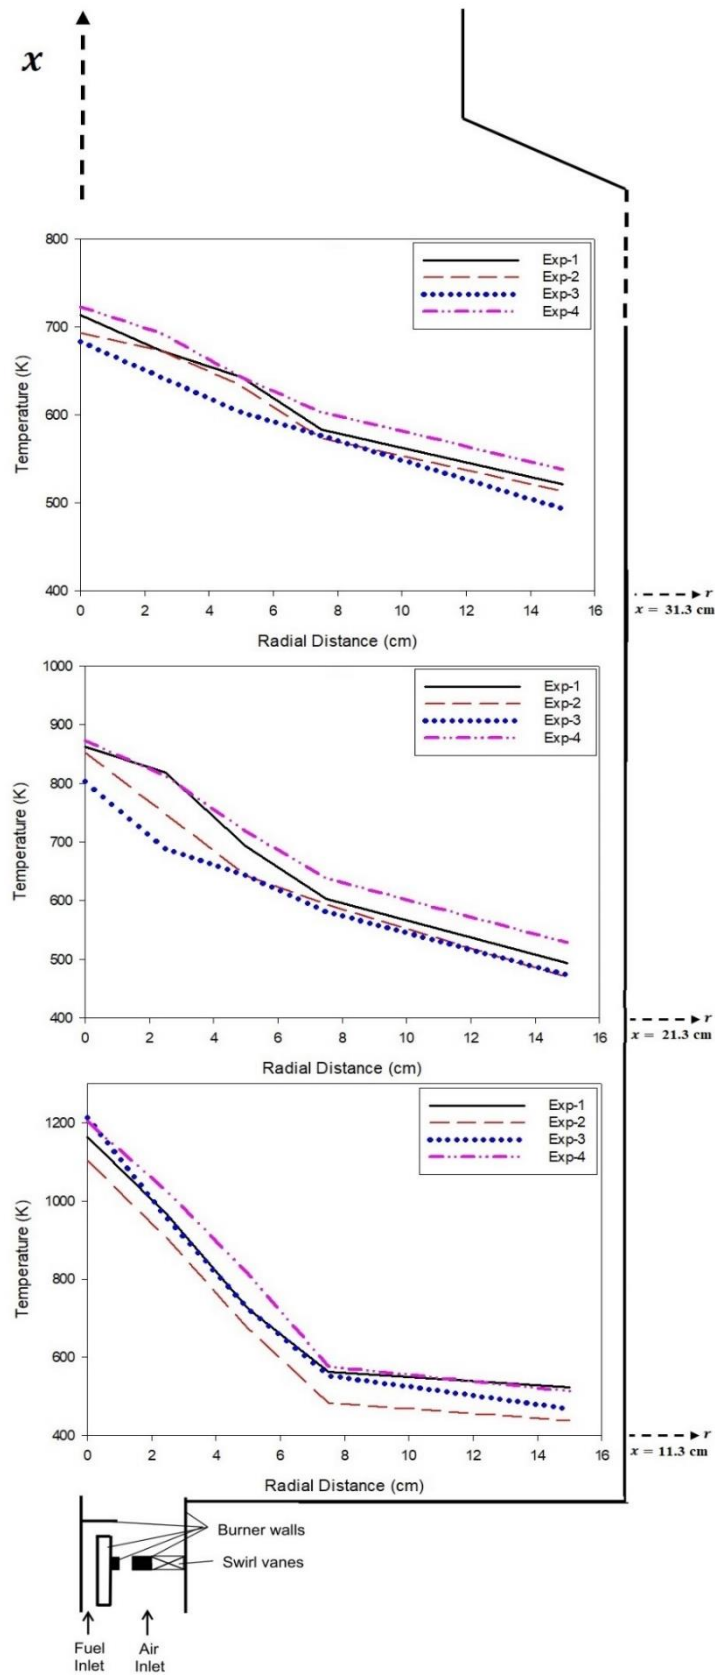 x
800
700
600
500
400
Temperature (K)
Exp-1
Exp-2
Exp-3
Exp-4
0 2 4 6 8 10 12 14 16
Radial Distance (cm)
r
x = 31.3 cm
1000
900
800
700
600
500
400
Temperature (K)
Exp-1
Exp-2
Exp-3
Exp-4
0 2 4 6 8 10 12 14 16
Radial Distance (cm)
r
x = 21.3 cm
1200
1000
800
600
400
Temperature (K)
Exp-1
Exp-2
Exp-3
Exp-4
0 2 4 6 8 10 12 14 16
Radial Distance (cm)
r
x = 11.3 cm
Burner walls
Swirl vanes
Fuel
Inlet
Air
Inlet